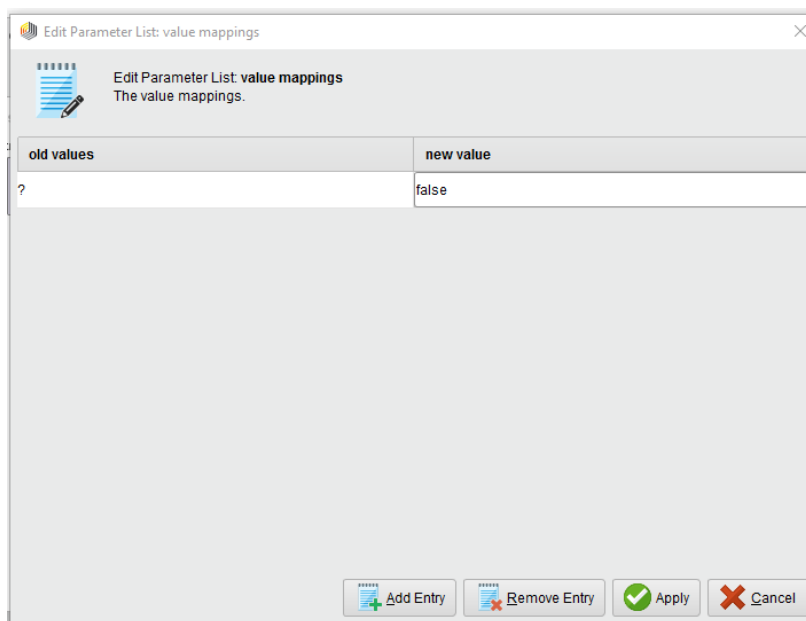 Edit Parameter List: value mappings
Edit Parameter List: value mappings
The value mappings.
old values new value
? false
Add Entry Remove Entry Apply Cancel